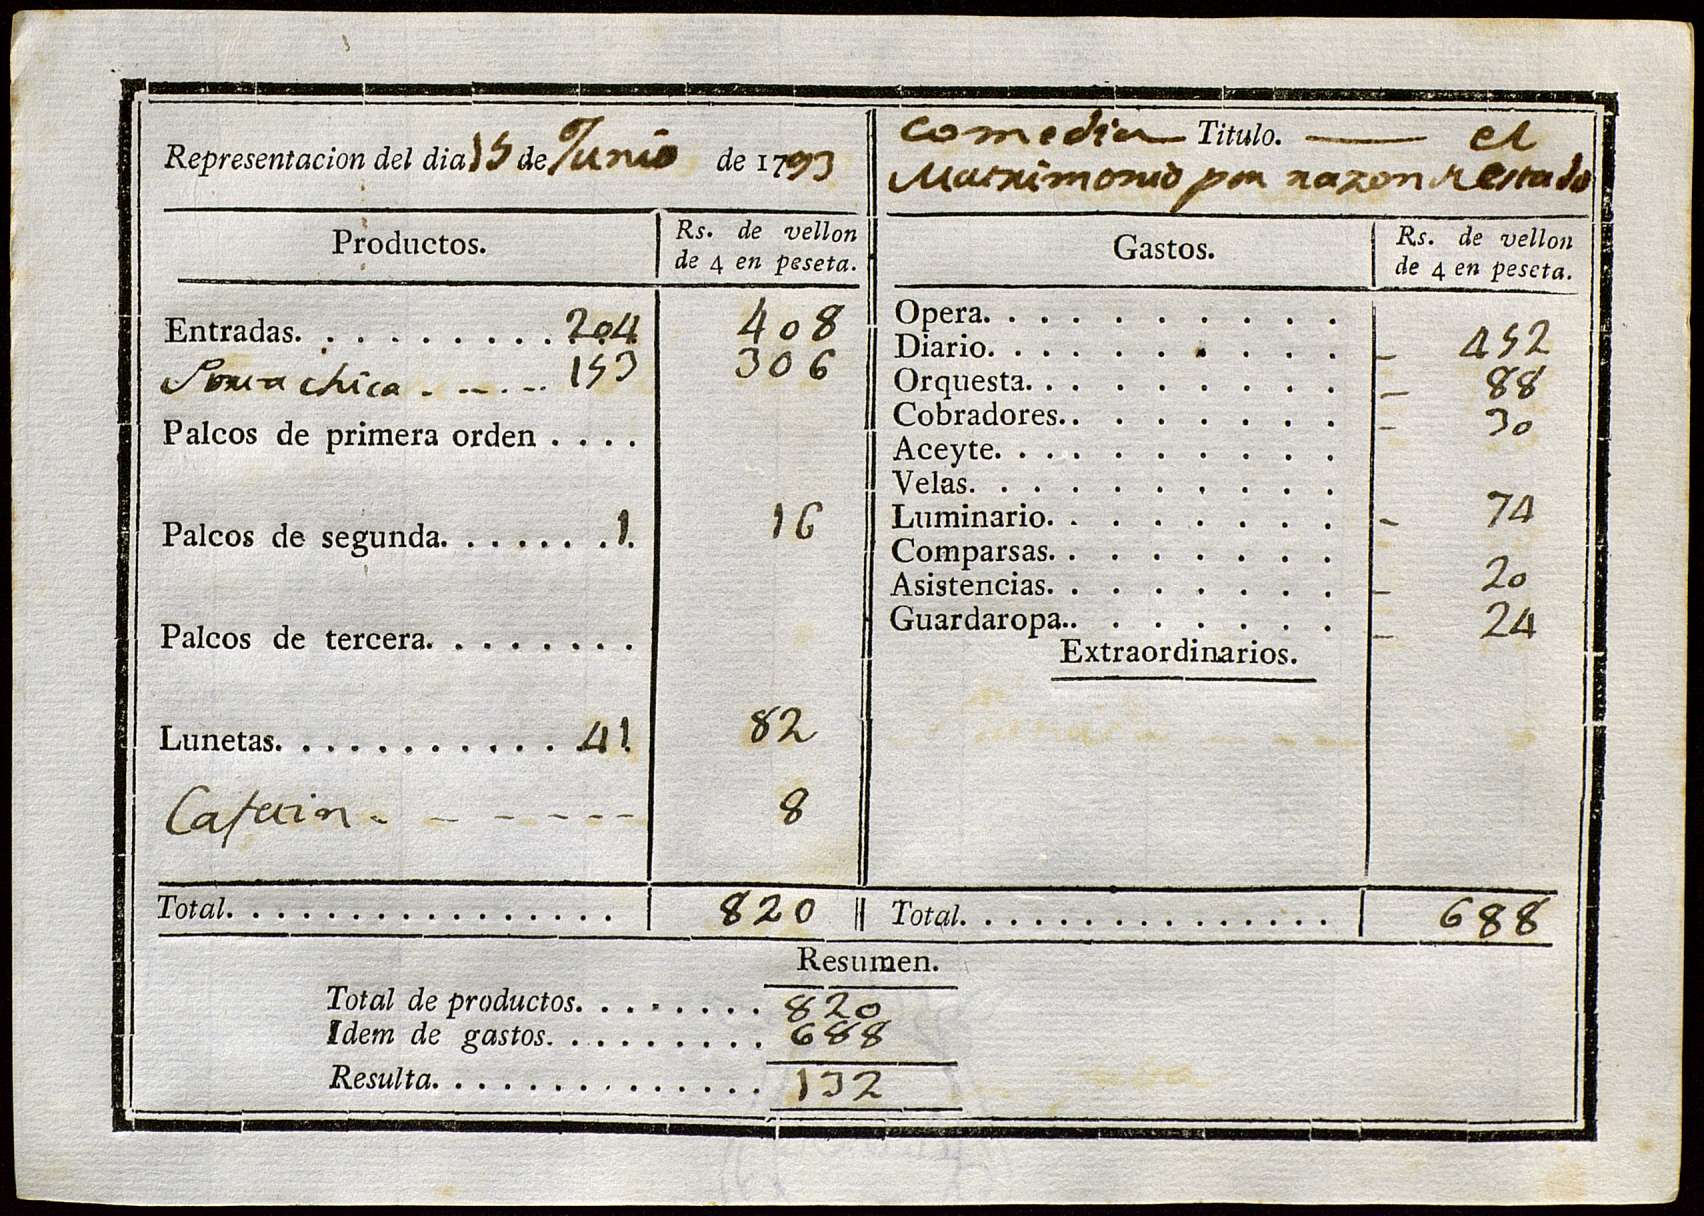 Representacion del dia 15 de Junio de 1793
Comedia Titulo. el
Matrimonio por razon de estado
Productos.
Rs. de vellon
de 4 en peseta.
Entradas. 204 408
chica 153 306
Palcos de primera orden
Palcos de segunda. 1 16
Palcos de tercera.
Lunetas. 41 82
8
Total. 820
Gastos.
Rs. de vellon
de 4 en peseta.
Opera.
Diario. 452
Orquesta. 88
Cobradores. 30
Aceyte.
Velas.
Luminario. 74
Comparsas.
Asistencias. 20
Guardaropa. 24
Extraordinarios.
Total. 688
Resumen.
Total de productos. 820
Idem de gastos. 688
Resulta. 132